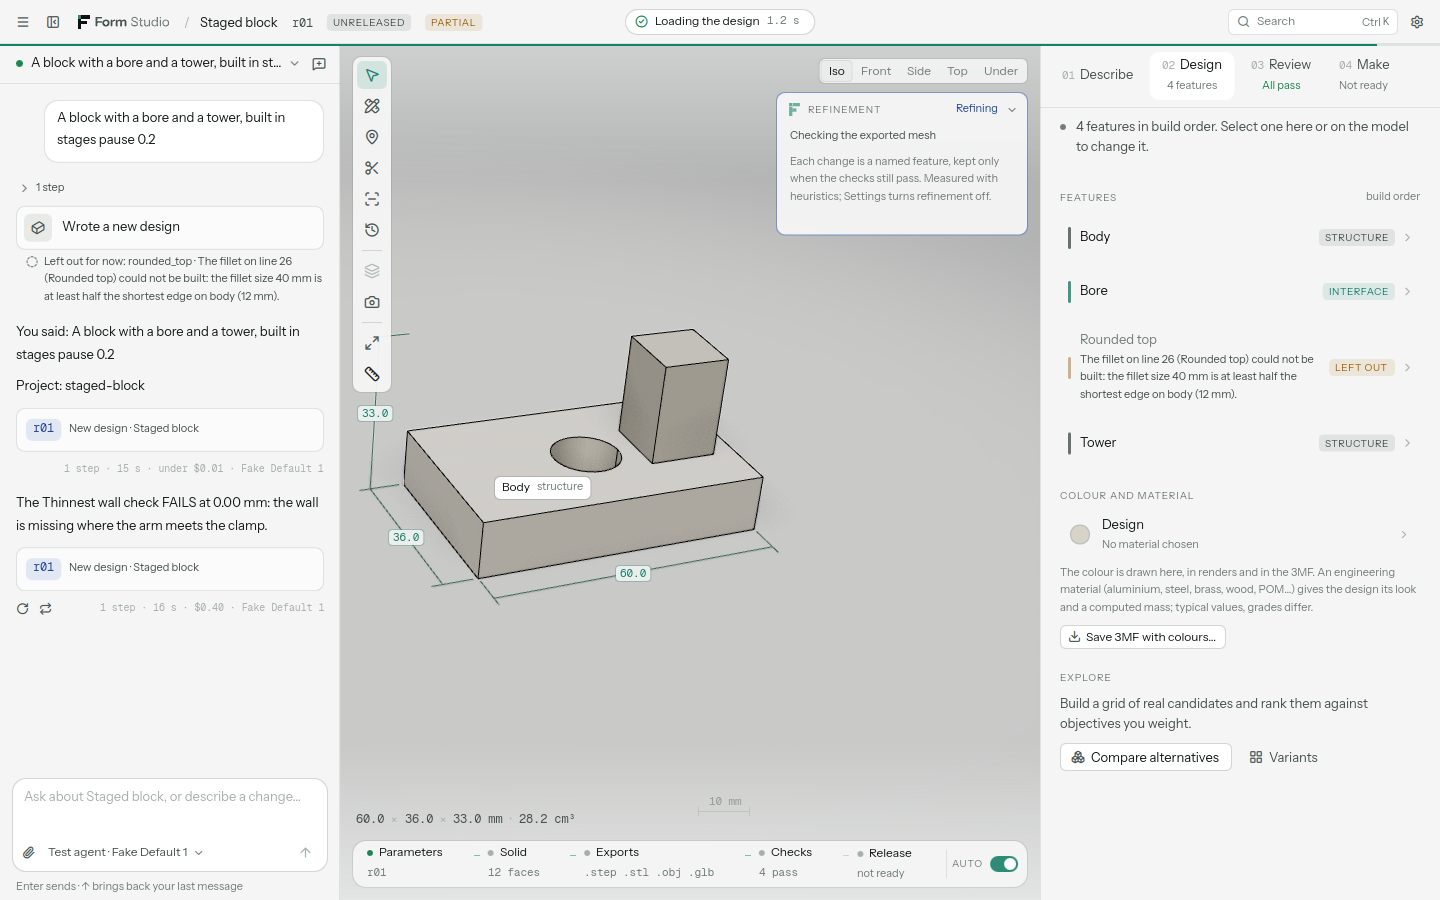 Form Studio / Staged block r01 UNRELEASED PARTIAL
Loading the design 1.2 s
Search Ctrl K
A block with a bore and a tower, built in st...
A block with a bore and a tower, built in
stages pause 0.2
1 step
Wrote a new design
Left out for now: rounded_top · The fillet on line 26
(Rounded top) could not be built: the fillet size 40 mm is
at least half the shortest edge on body (12 mm).
You said: A block with a bore and a tower, built in
stages pause 0.2
Project: staged-block
r01 New design · Staged block
1 step · 15 s · under $0.01 · Fake Default 1
The Thinnest wall check FAILS at 0.00 mm: the wall
is missing where the arm meets the clamp.
r01 New design · Staged block
1 step · 16 s · $0.40 · Fake Default 1
Ask about Staged block, or describe a change...
Test agent · Fake Default 1
Enter sends · ↑ brings back your last message
Iso Front Side Top Under
REFINEMENT Refining
Checking the exported mesh
Each change is a named feature, kept only
when the checks still pass. Measured with
heuristics; Settings turns refinement off.
33.0
Body structure
36.0
60.0
10 mm
60.0 × 36.0 × 33.0 mm · 28.2 cm³
Parameters Solid Exports Checks Release
r01 12 faces .step .stl .obj .glb 4 pass not ready
AUTO
01 Describe 02 Design 03 Review 04 Make
4 features All pass Not ready
4 features in build order. Select one here or on the model
to change it.
FEATURES build order
Body STRUCTURE
Bore INTERFACE
Rounded top
The fillet on line 26 (Rounded top) could not be
built: the fillet size 40 mm is at least half the
shortest edge on body (12 mm).
LEFT OUT
Tower STRUCTURE
COLOUR AND MATERIAL
Design
No material chosen
The colour is drawn here, in renders and in the 3MF. An engineering
material (aluminium, steel, brass, wood, POM...) gives the design its look
and a computed mass; typical values, grades differ.
Save 3MF with colours...
EXPLORE
Build a grid of real candidates and rank them against
objectives you weight.
Compare alternatives Variants